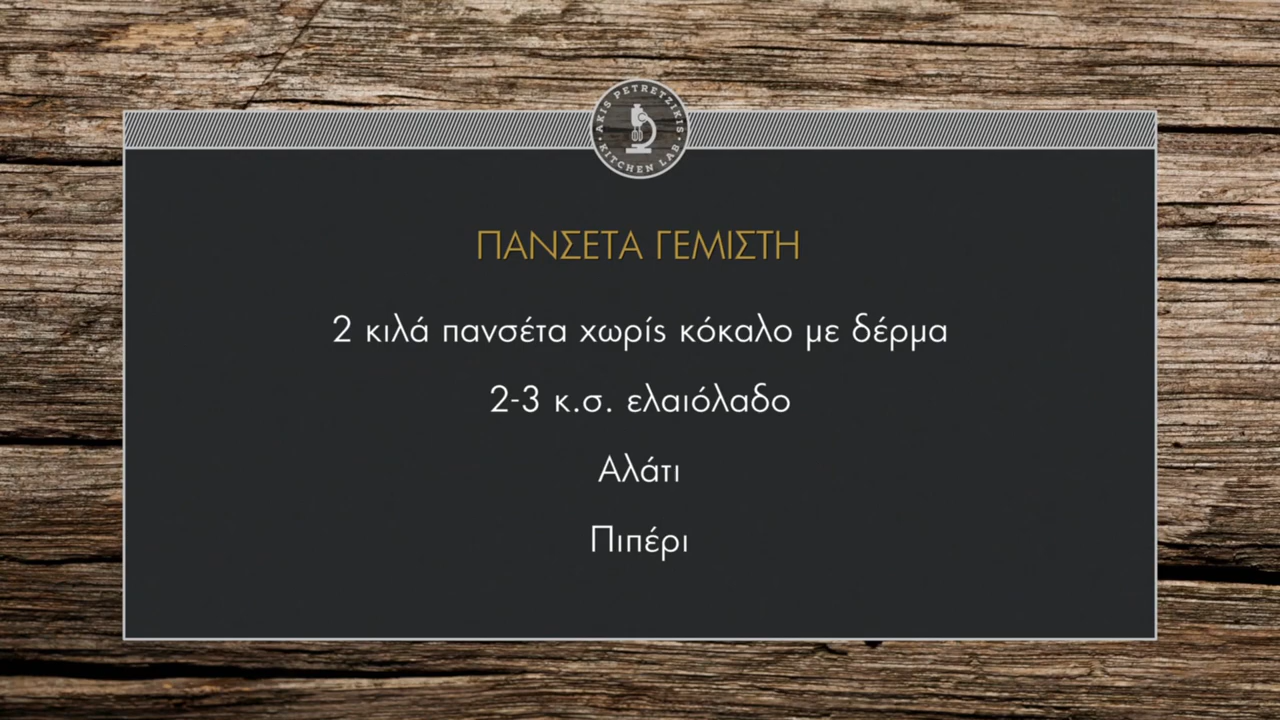 AKIS PETRETZIKIS
KITCHEN LAB
ΠΑΝΣΕΤΑ ΓΕΜΙΣΤΗ
2 κιλά πανσέτα χωρίς κόκαλο με δέρμα
2-3 κ.σ. ελαιόλαδο
Αλάτι
Πιπέρι